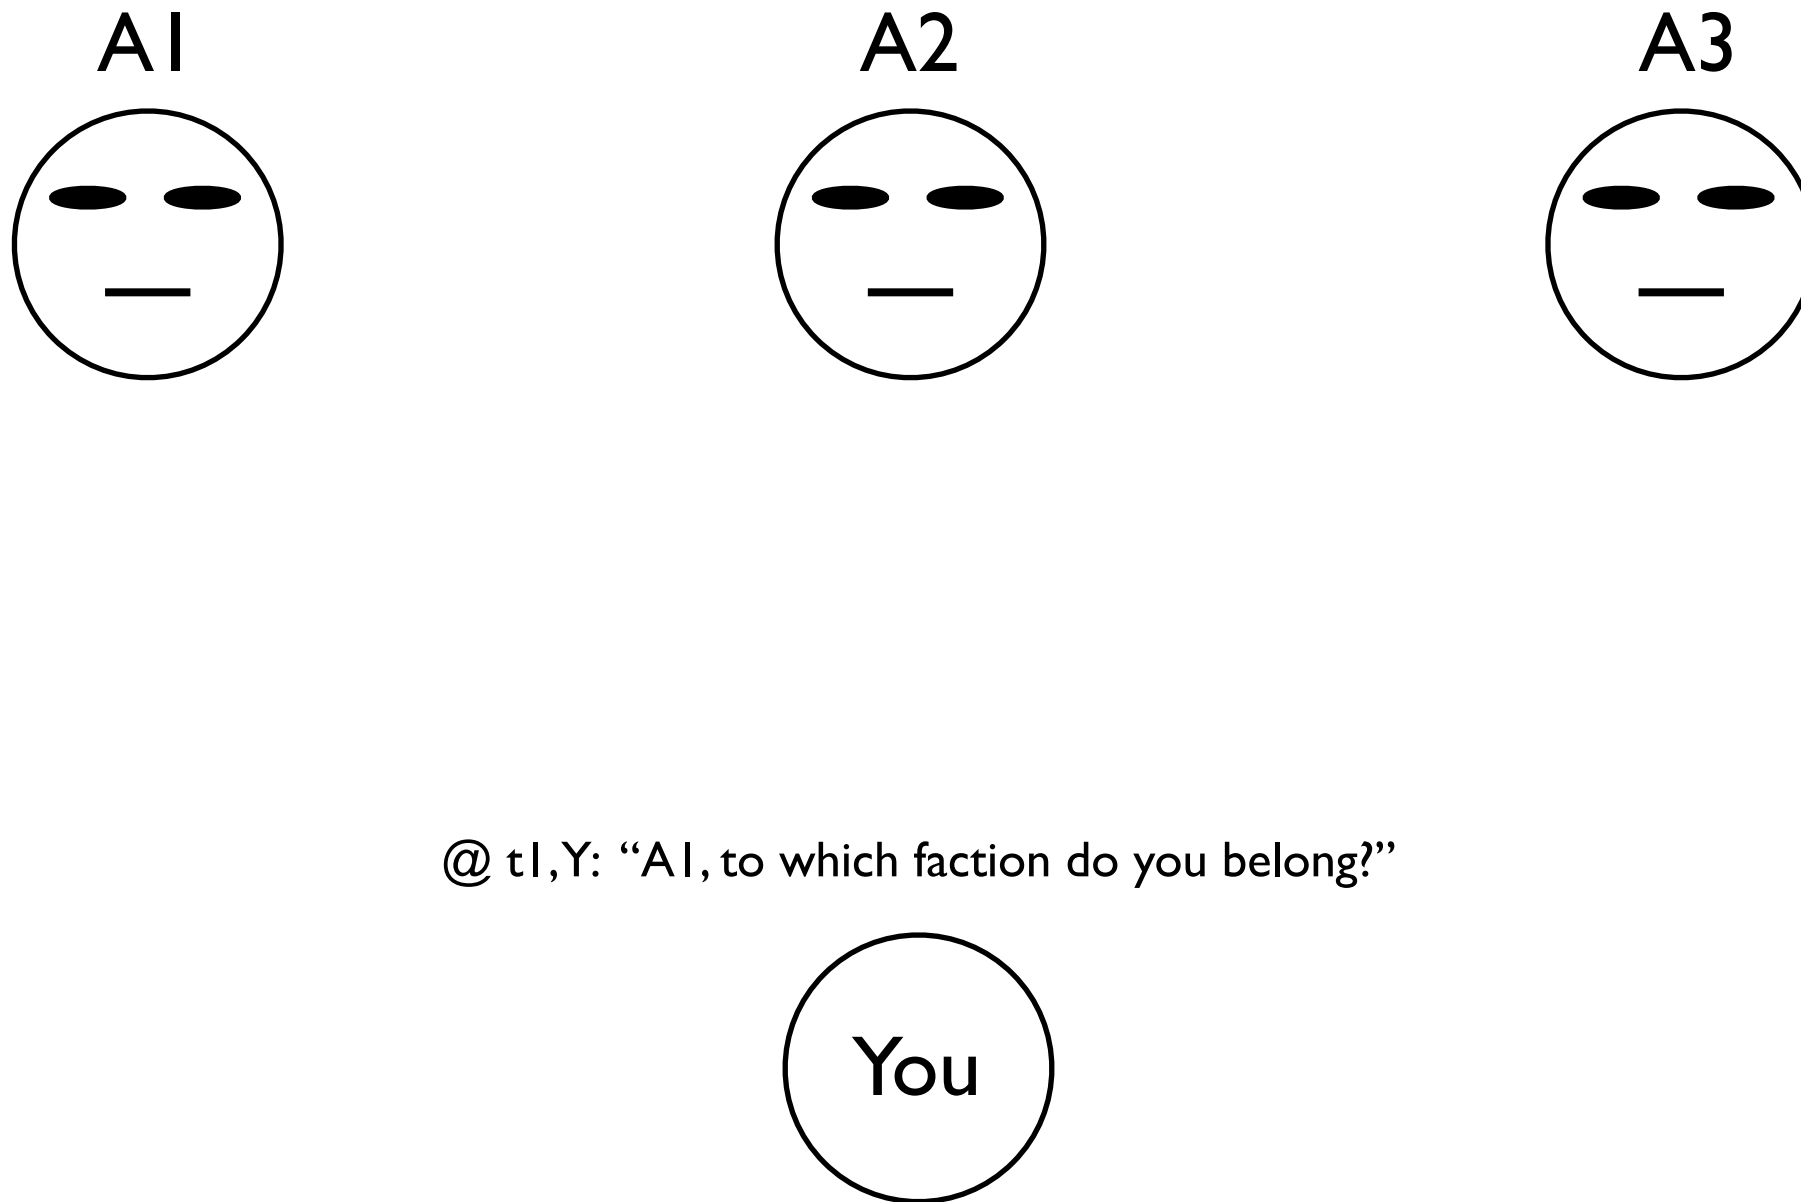 A1
A2
A3
@ t1, Y: “A1, to which faction do you belong?”
You